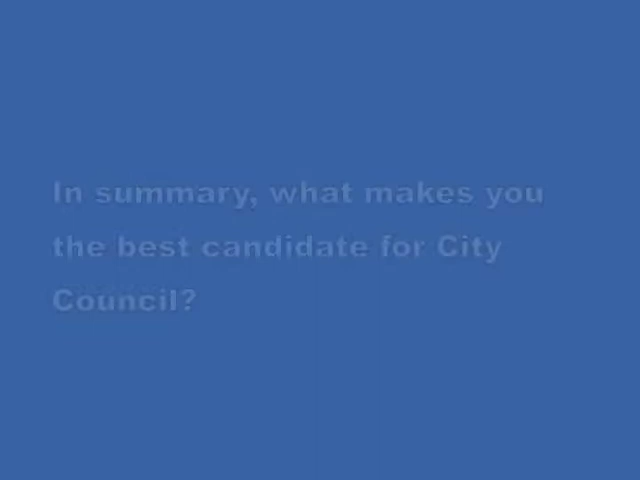 In summary, what makes you
the best candidate for City
Council?